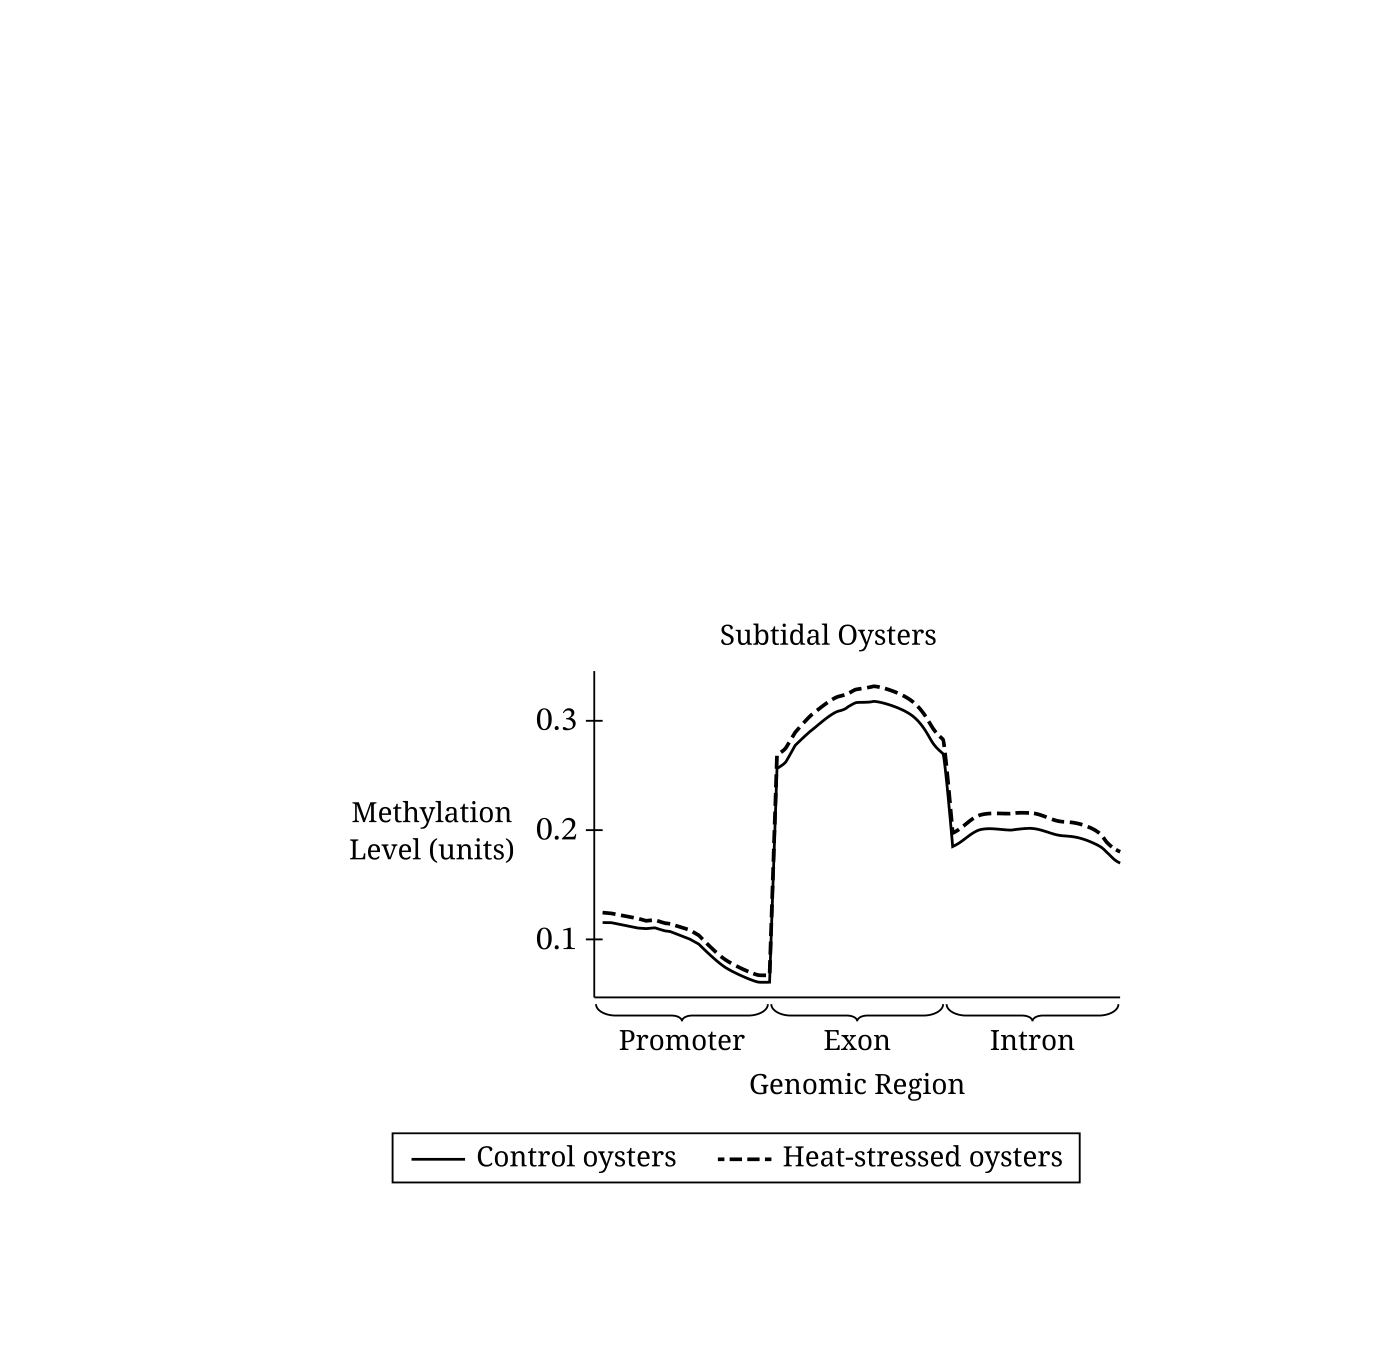 Subtidal Oysters
0.3
0.2
0.1
Methylation
Level (units)
Promoter Exon Intron
Genomic Region
Control oysters Heat-stressed oysters